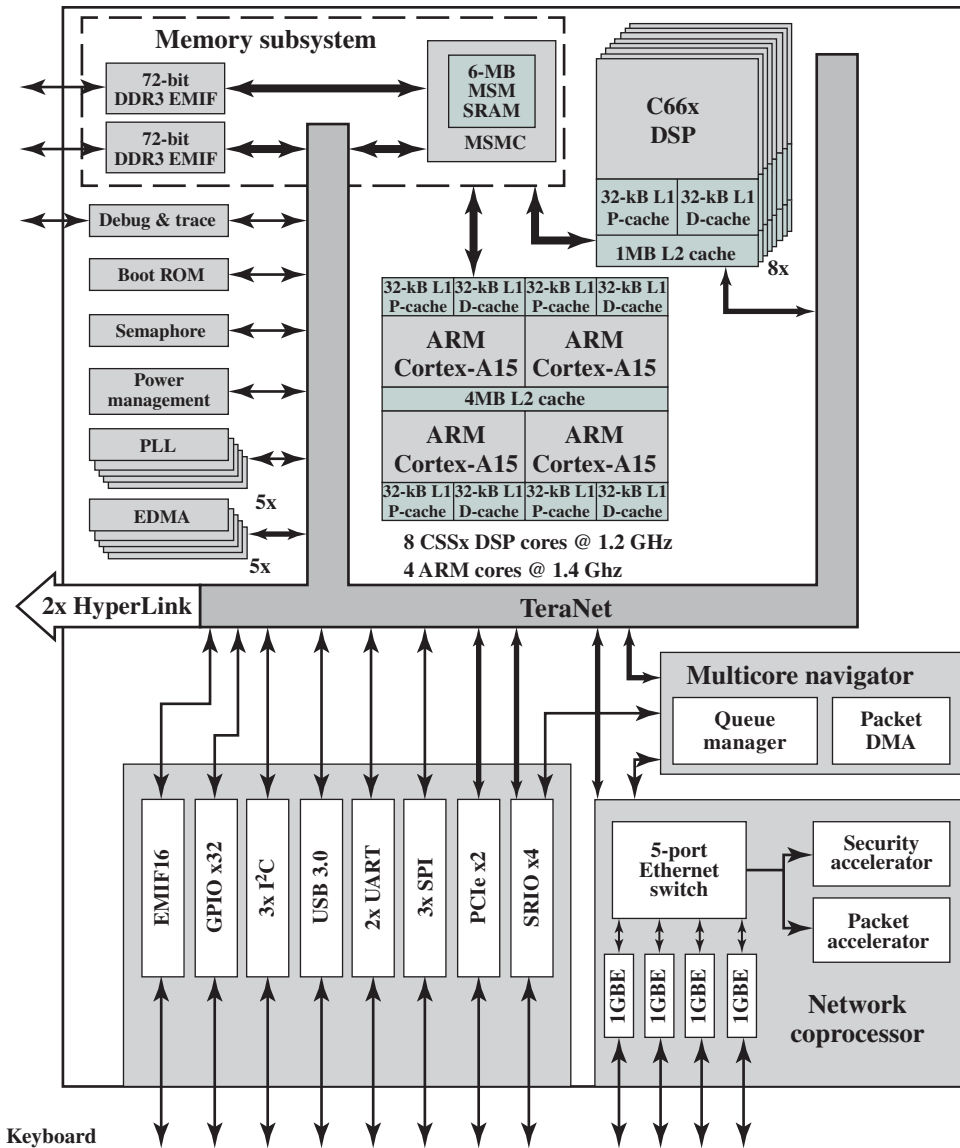 Memory subsystem
72-bit
DDR3 EMIF
72-bit
DDR3 EMIF
6-MB
MSM
SRAM
MSMC
C66x
DSP
32-kB L1
P-cache
32-kB L1
D-cache
1MB L2 cache
8x
Debug & trace
Boot ROM
Semaphore
Power
management
PLL
5x
EDMA
5x
32-kB L1
P-cache
32-kB L1
D-cache
32-kB L1
P-cache
32-kB L1
D-cache
ARM
Cortex-A15
ARM
Cortex-A15
4MB L2 cache
ARM
Cortex-A15
ARM
Cortex-A15
32-kB L1
P-cache
32-kB L1
D-cache
32-kB L1
P-cache
32-kB L1
D-cache
8 CSSx DSP cores @ 1.2 GHz
4 ARM cores @ 1.4 Ghz
2x HyperLink
TeraNet
Multicore navigator
Queue
manager
Packet
DMA
EMIF16
GPIO x32
3x I²C
USB 3.0
2x UART
3x SPI
PCIe x2
SRIO x4
5-port
Ethernet
switch
Security
accelerator
Packet
accelerator
1GBE
1GBE
1GBE
1GBE
Network
coprocessor
Keyboard